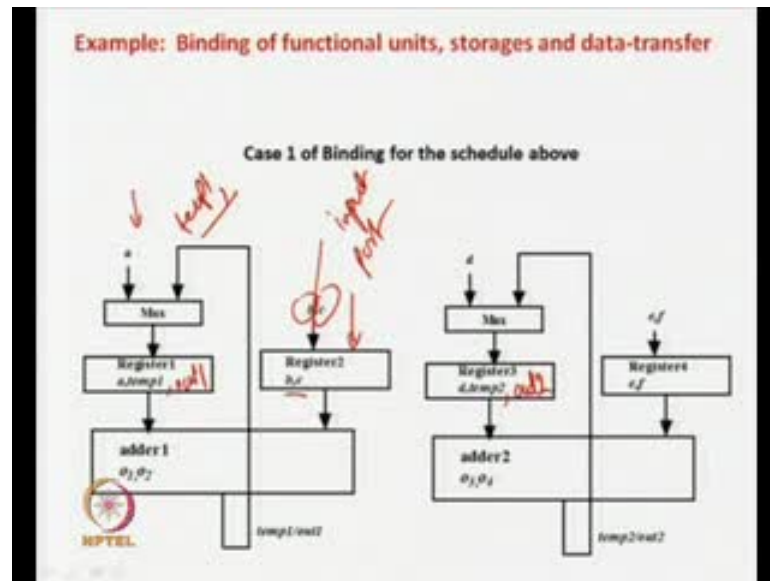 Example: Binding of functional units, storages and data-transfer
Case 1 of Binding for the schedule above
temp1
input
port
a
Mux
Register1
a,temp1 ,out1
b,c
Register2
b,c
adder1
o1,o2
temp1/out1
d
Mux
Register3
d,temp2 ,out2
e,f
Register4
e,f
adder2
o3,o4
temp2/out2
NPTEL